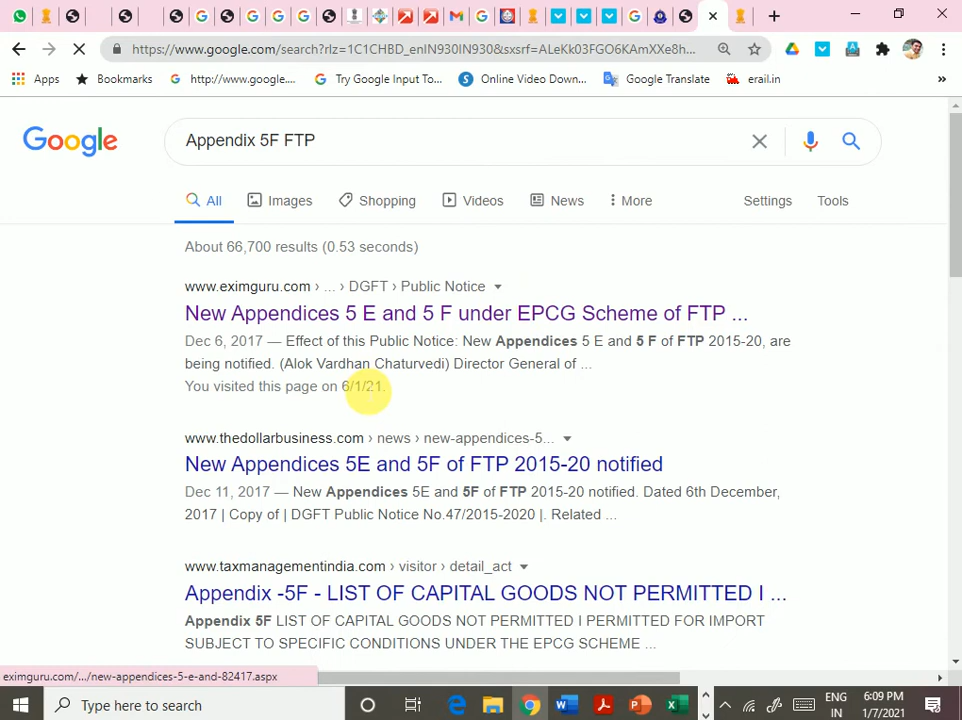 https://www.google.com/search?rlz=1C1CHBD_enIN930IN930&sxsrf=ALeKk03FGO6KAmXXe8h...
Apps
Bookmarks
http://www.google....
Try Google Input To...
Online Video Down...
Google Translate
erail.in
»
Google
Appendix 5F FTP
All
Images
Shopping
Videos
News
More
Settings
Tools
About 66,700 results (0.53 seconds)
www.eximguru.com › ... › DGFT › Public Notice
New Appendices 5 E and 5 F under EPCG Scheme of FTP ...
Dec 6, 2017 — Effect of this Public Notice: New Appendices 5 E and 5 F of FTP 2015-20, are
being notified. (Alok Vardhan Chaturvedi) Director General of ...
You visited this page on 6/1/21.
www.thedollarbusiness.com › news › new-appendices-5...
New Appendices 5E and 5F of FTP 2015-20 notified
Dec 11, 2017 — New Appendices 5E and 5F of FTP 2015-20 notified. Dated 6th December,
2017 | Copy of | DGFT Public Notice No.47/2015-2020 |. Related ...
www.taxmanagementindia.com › visitor › detail_act
Appendix -5F - LIST OF CAPITAL GOODS NOT PERMITTED I ...
Appendix 5F LIST OF CAPITAL GOODS NOT PERMITTED I PERMITTED FOR IMPORT
SUBJECT TO SPECIFIC CONDITIONS UNDER THE EPCG SCHEME ...
eximguru.com/.../new-appendices-5-e-and-82417.aspx
Type here to search
ENG
IN
6:09 PM
1/7/2021